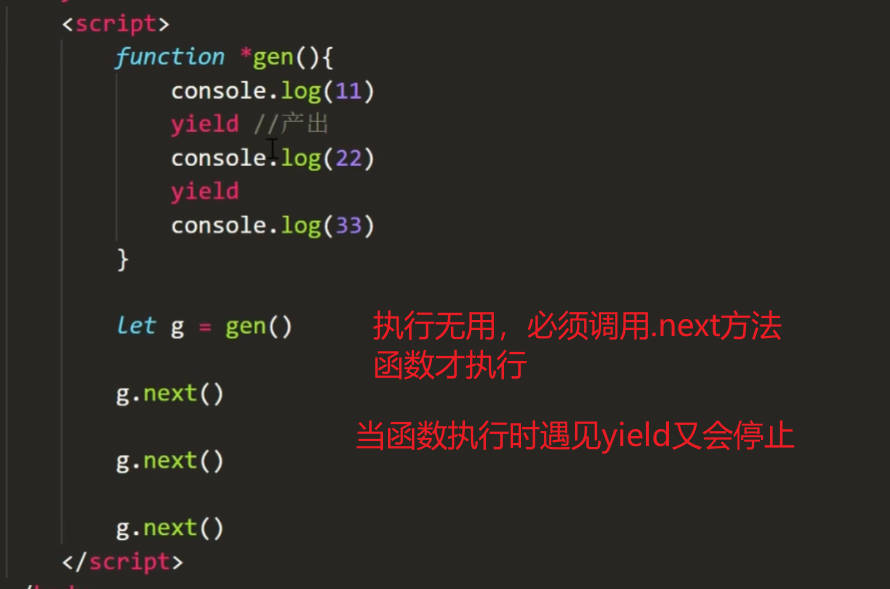 <script>
function *gen(){
console.log(11)
yield //产出
console.log(22)
yield
console.log(33)
}
let g = gen()
执行无用，必须调用.next方法
函数才执行
g.next()
当函数执行时遇见yield又会停止
g.next()
g.next()
</script>